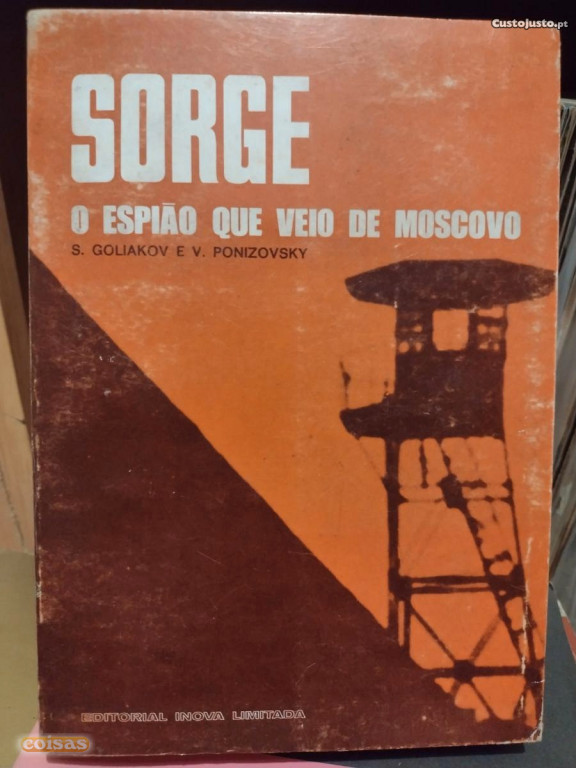 Custojusto.pt
SORGE
O ESPIÃO QUE VEIO DE MOSCOVO
S. GOLIAKOV E V. PONIZOVSKY
EDITORIAL INOVA LIMITADA
coisas